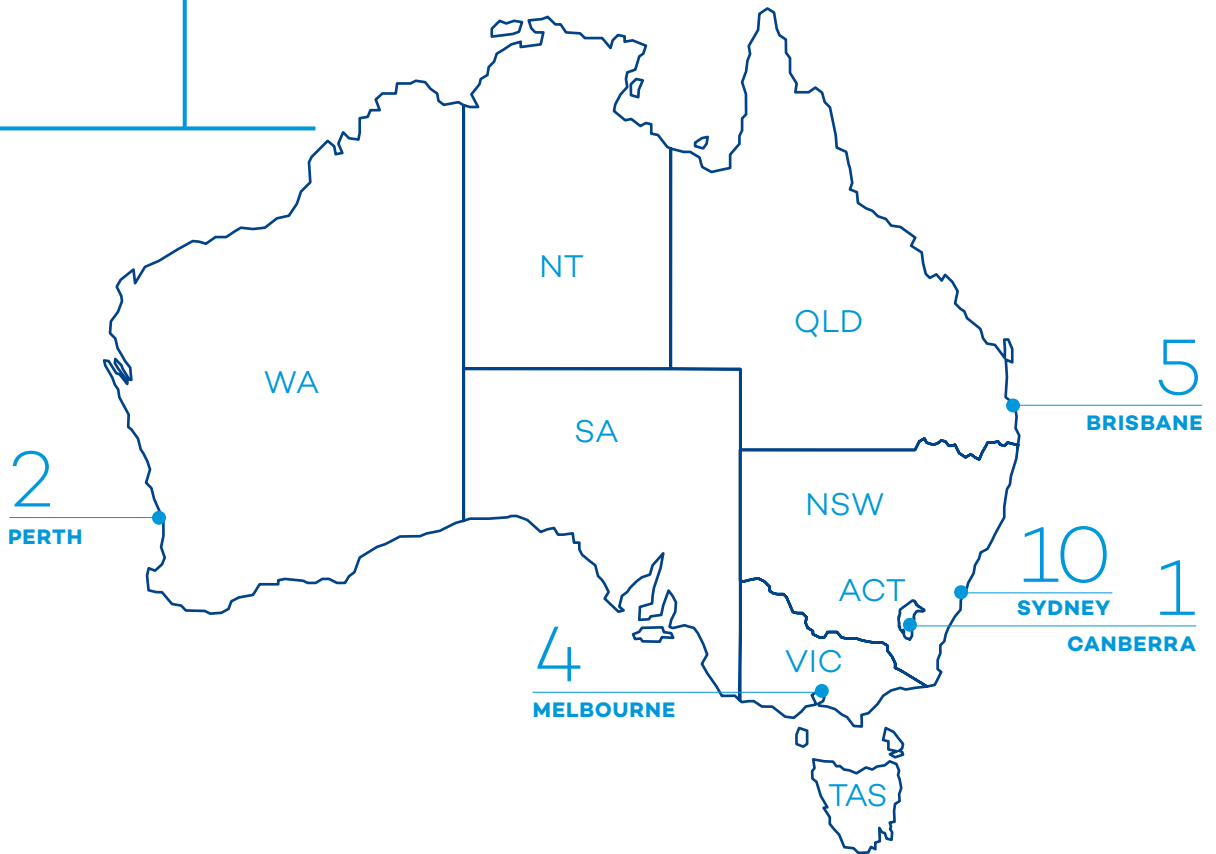 NT
QLD
WA
SA
5
BRISBANE
2
PERTH
NSW
10
SYDNEY
ACT
1
CANBERRA
4
MELBOURNE
VIC
TAS